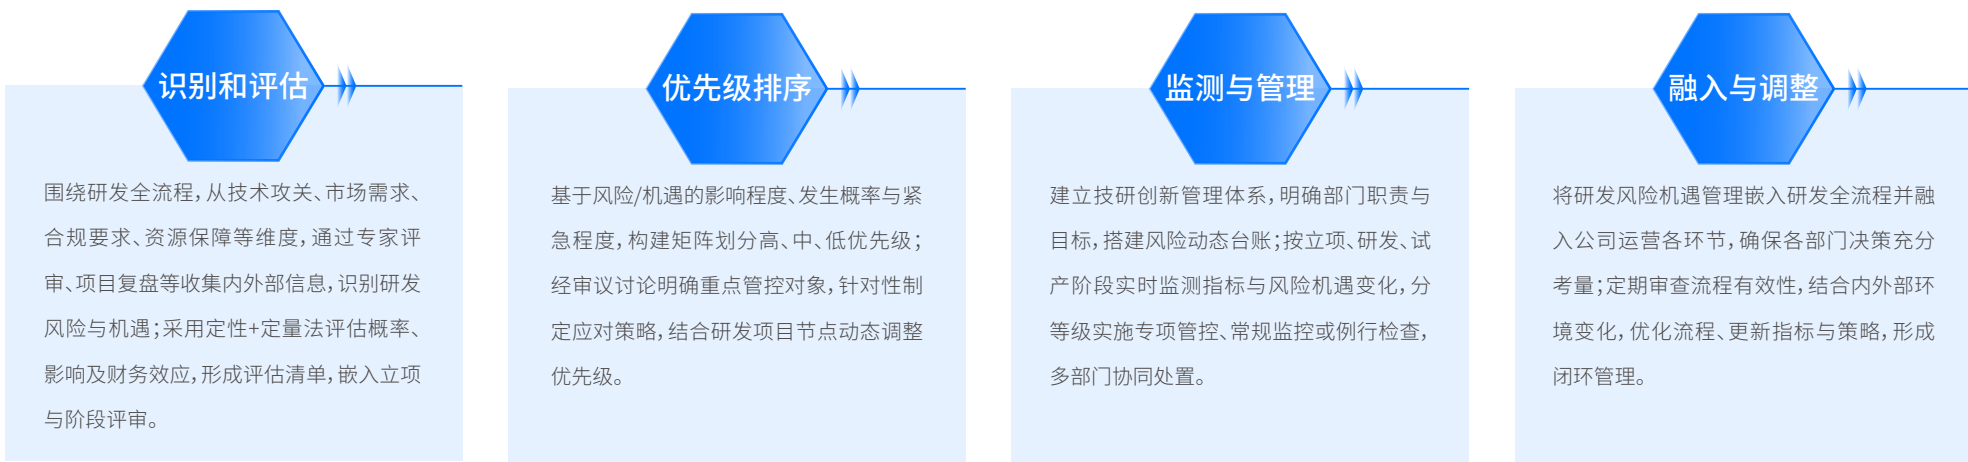 识别和评估
围绕研发全流程,从技术攻关、市场需求、
合规要求、资源保障等维度,通过专家评
审、项目复盘等收集内外部信息,识别研发
风险与机遇;采用定性+定量法评估概率、
影响及财务效应,形成评估清单,嵌入立项
与阶段评审。
优先级排序
基于风险/机遇的影响程度、发生概率与紧
急程度,构建矩阵划分高、中、低优先级;
经审议讨论明确重点管控对象,针对性制
定应对策略,结合研发项目节点动态调整
优先级。
监测与管理
建立技研创新管理体系,明确部门职责与
目标,搭建风险动态台账;按立项、研发、试
产阶段实时监测指标与风险机遇变化,分
等级实施专项管控、常规监控或例行检查,
多部门协同处置。
融入与调整
将研发风险机遇管理嵌入研发全流程并融
入公司运营各环节,确保各部门决策充分
考量;定期审查流程有效性,结合内外部环
境变化,优化流程、更新指标与策略,形成
闭环管理。